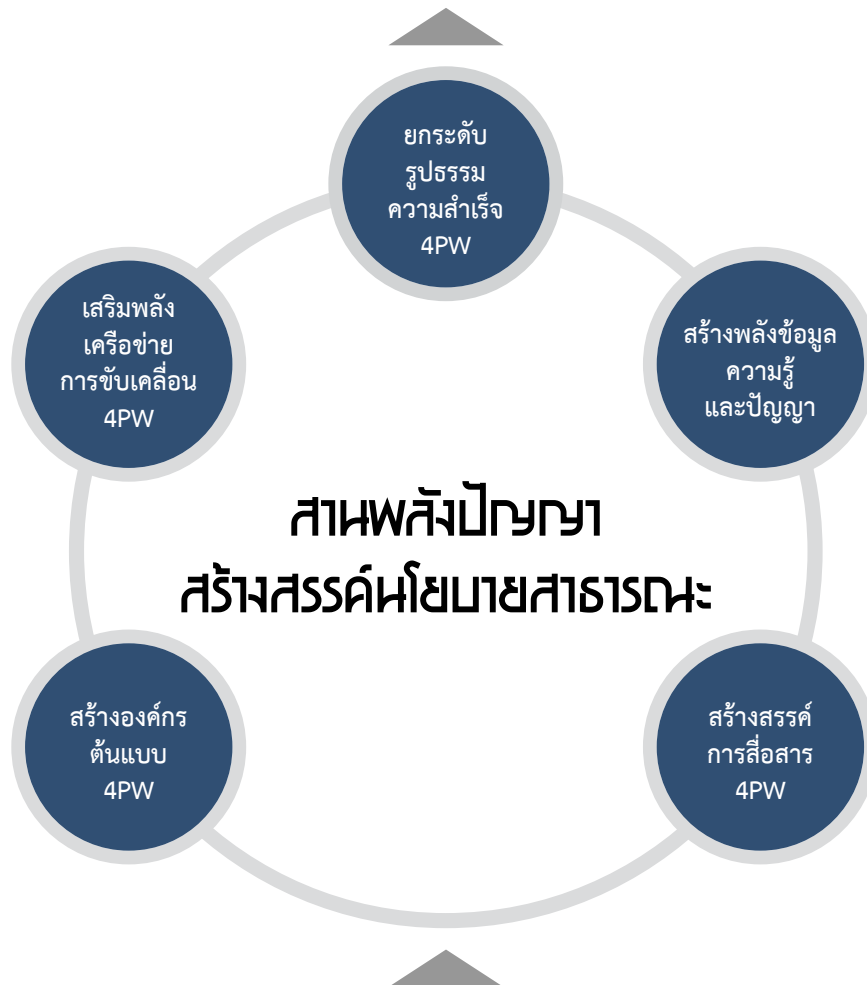 ยกระดับ
รูปธรรม
ความสำเร็จ
4PW
เสริมพลัง
เครือข่าย
การขับเคลื่อน
4PW
สร้างพลังข้อมูล
ความรู้
และปัญญา
สานพลังปัญญา
สร้างสรรค์นโยบายสาธารณะ
สร้างองค์กร
ต้นแบบ
4PW
สร้างสรรค์
การสื่อสาร
4PW